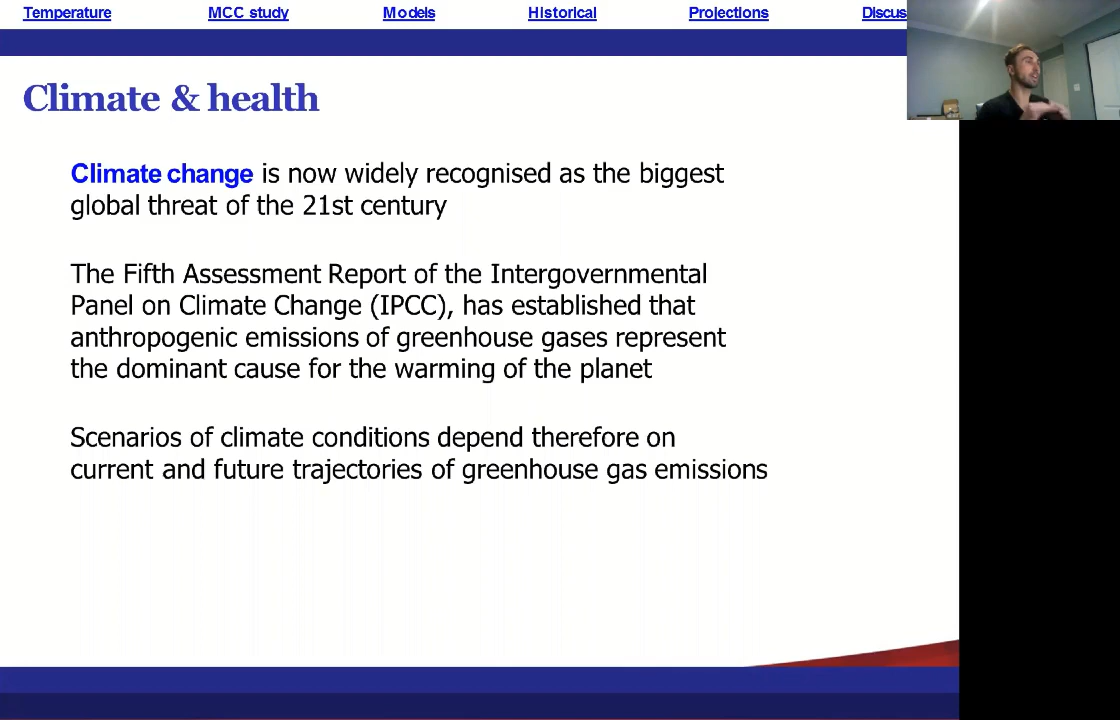 Temperature MCC study Models Historical Projections Discus
Climate & health
Climate change is now widely recognised as the biggest
global threat of the 21st century
The Fifth Assessment Report of the Intergovernmental
Panel on Climate Change (IPCC), has established that
anthropogenic emissions of greenhouse gases represent
the dominant cause for the warming of the planet
Scenarios of climate conditions depend therefore on
current and future trajectories of greenhouse gas emissions